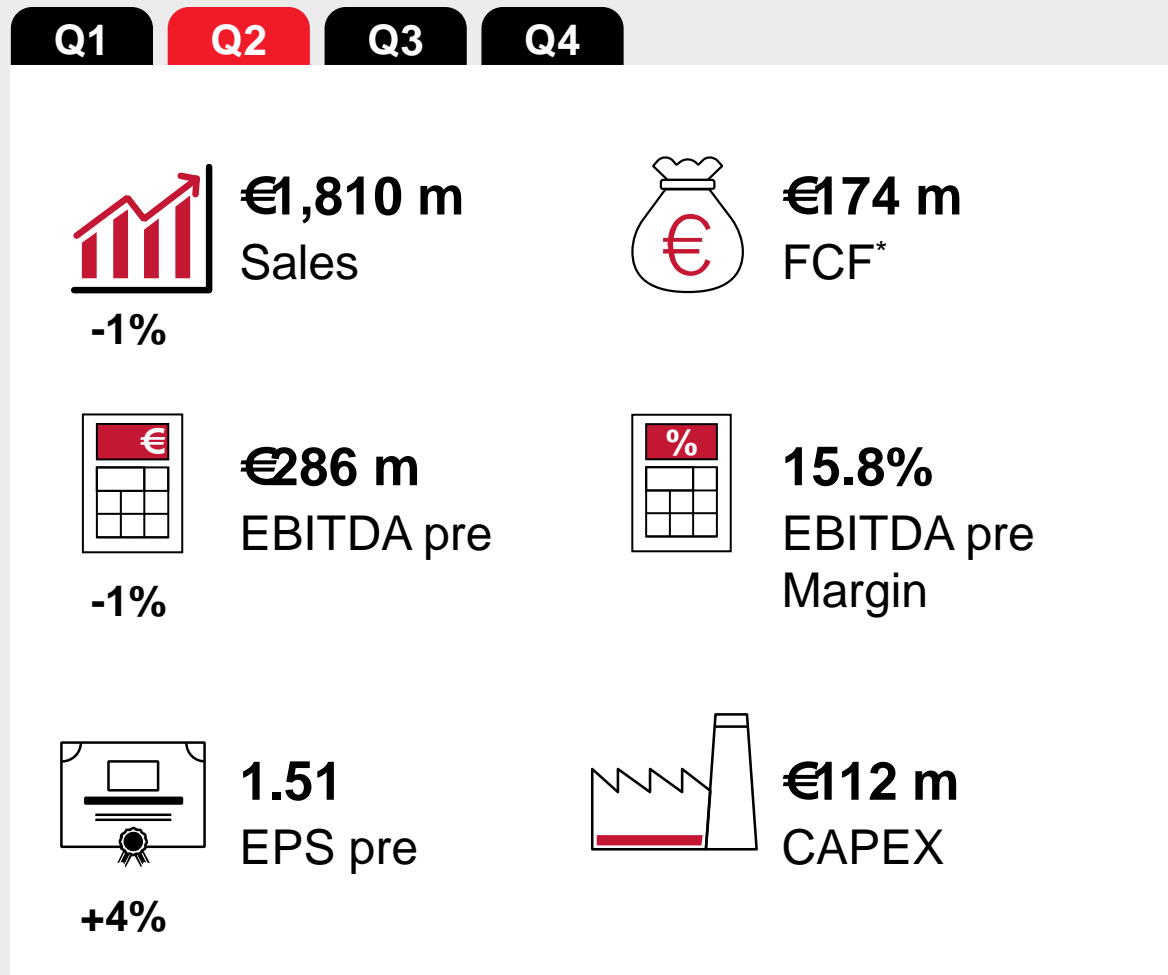 Q1 Q2 Q3 Q4
€1,810 m
Sales
-1%
€174 m
FCF*
€
€
€286 m
EBITDA pre
-1%
%
15.8%
EBITDA pre
Margin
1.51
EPS pre
+4%
€112 m
CAPEX